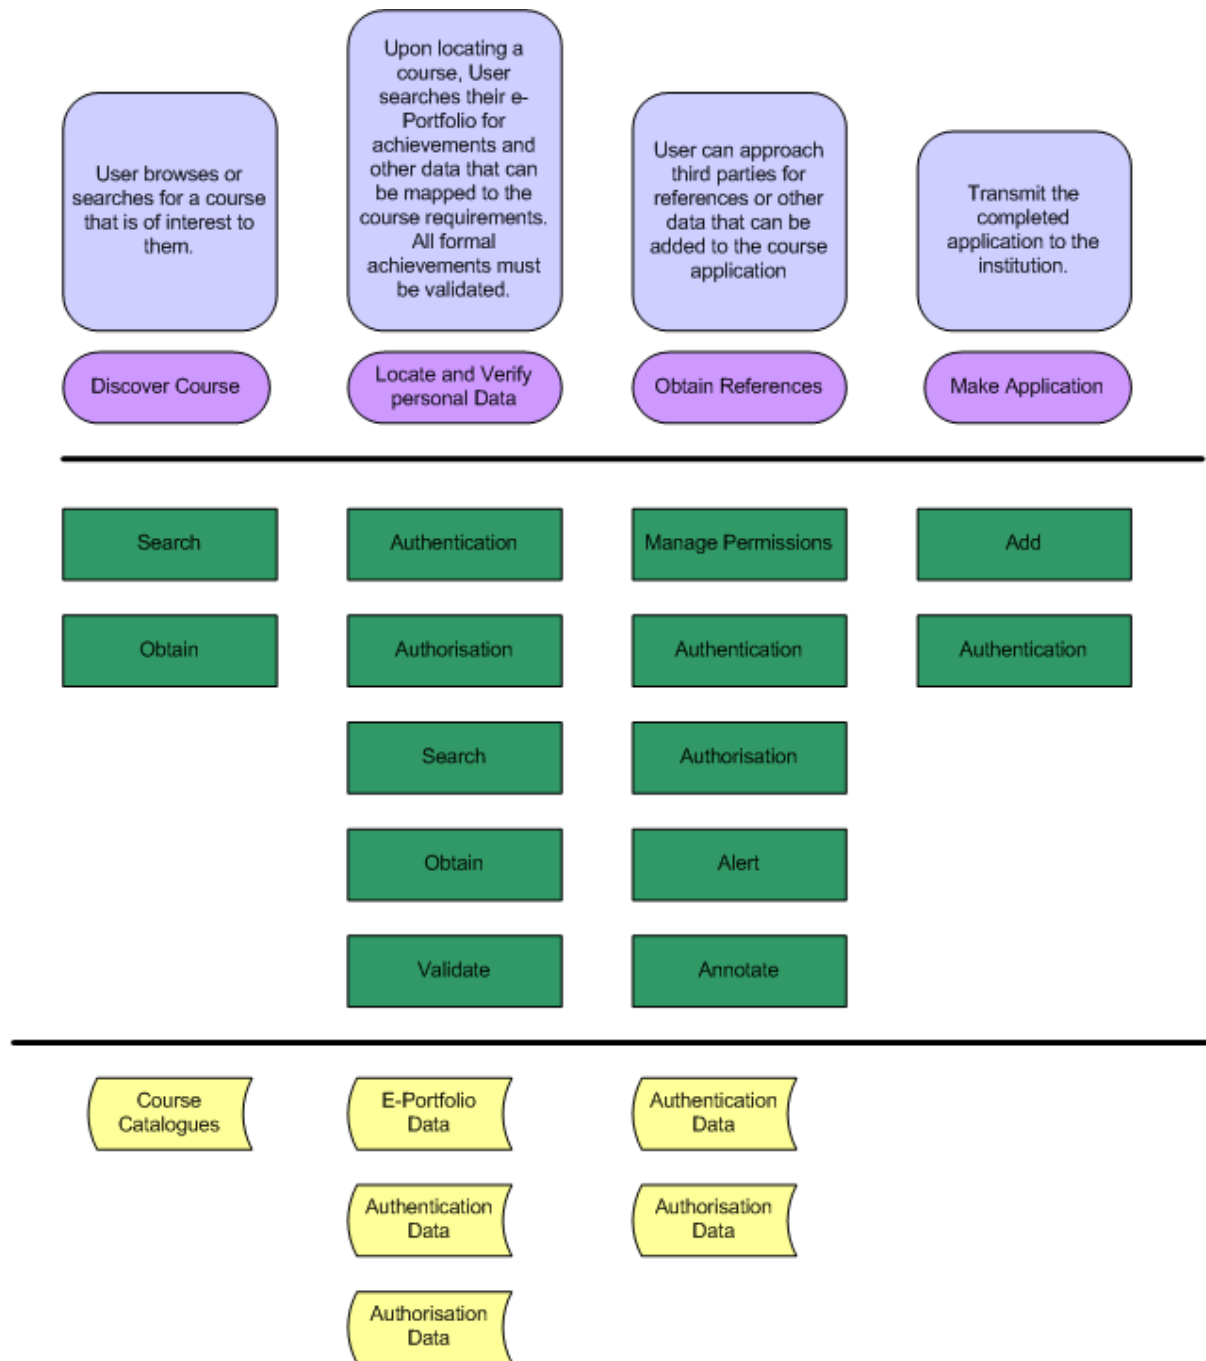 User browses or
searches for a course
that is of interest to
them.
Upon locating a
course, User
searches their e-
Portfolio for
achievements and
other data that can
be mapped to the
course requirements.
All formal
achievements must
be validated.
User can approach
third parties for
references or other
data that can be
added to the course
application
Transmit the
completed
application to the
institution.
Discover Course
Locate and Verify
personal Data
Obtain References
Make Application
Search
Authentication
Manage Permissions
Add
Obtain
Authorisation
Authentication
Authentication
Search
Authorisation
Obtain
Alert
Validate
Annotate
Course
Catalogues
E-Portfolio
Data
Authentication
Data
Authentication
Data
Authorisation
Data
Authorisation
Data